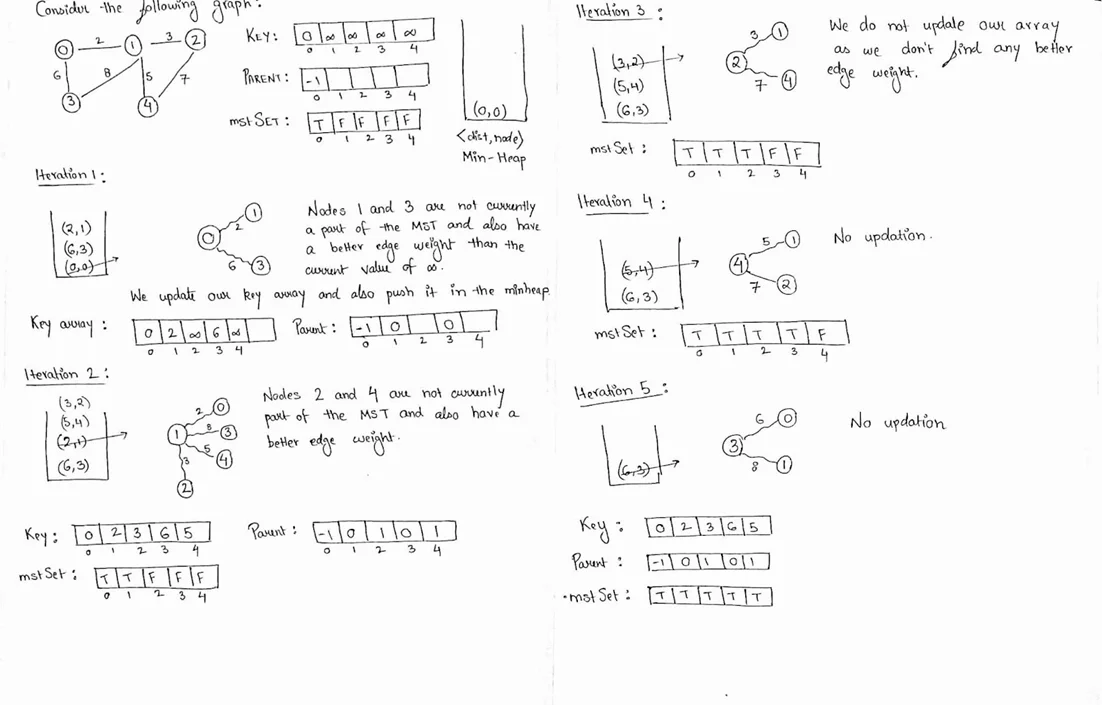 Consider the following graph:
0 2 1 3 2
6 8 5 7
3 4
KEY: 0 ∞ ∞ ∞ ∞
0 1 2 3 4
PARENT: -1
0 1 2 3 4
mstSET: T F F F F
0 1 2 3 4
(0,0)
<dist, node>
Min-Heap
Iteration 1:
(2,1)
(6,3)
(0,0)
0 2 1
6 3
Nodes 1 and 3 are not currently
a part of the MST and also have
a better edge weight than the
current value of ∞.
We update our key array and also push it in the minheap
Key array: 0 2 ∞ 6 ∞
0 1 2 3 4
Parent: -1 0 0
0 1 2 3 4
Iteration 2:
(3,2)
(5,4)
(2,1)
(6,3)
1 2 0
8 3
5 4
3
2
Nodes 2 and 4 are not currently
part of the MST and also have a
better edge weight.
Key: 0 2 3 6 5
0 1 2 3 4
Parent: -1 0 1 0 1
0 1 2 3 4
mstSet: T T F F F
0 1 2 3 4
Iteration 3:
(3,2)
(5,4)
(6,3)
2 3 1
7 4
We do not update our array
as we don't find any better
edge weight.
mstSet: T T T F F
0 1 2 3 4
Iteration 4:
(5,4)
(6,3)
4 5 1
7 2
No updation.
mstSet: T T T T F
0 1 2 3 4
Iteration 5:
(6,3)
3 6 0
8 1
No updation
Key: 0 2 3 6 5
Parent: -1 0 1 0 1
mstSet: T T T T T